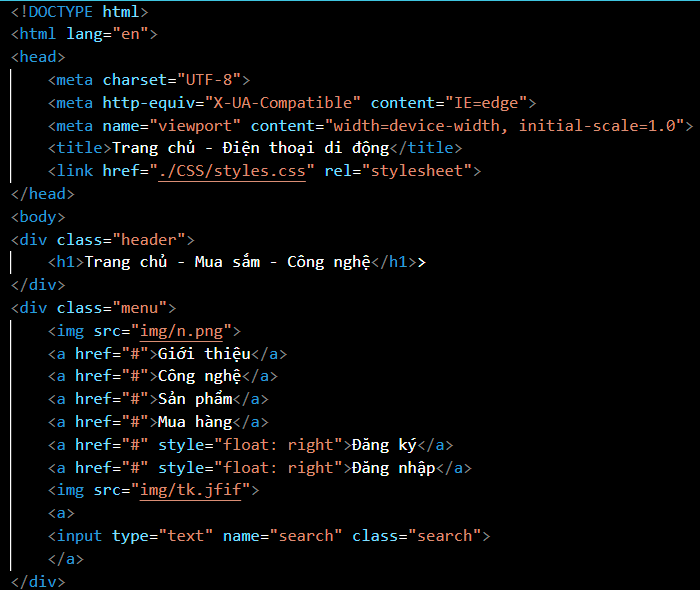 <!DOCTYPE html>
<html lang="en">
<head>
    <meta charset="UTF-8">
    <meta http-equiv="X-UA-Compatible" content="IE=edge">
    <meta name="viewport" content="width=device-width, initial-scale=1.0">
    <title>Trang chủ - Điện thoại di động</title>
    <link href="./CSS/styles.css" rel="stylesheet">
</head>
<body>
<div class="header">
    <h1>Trang chủ - Mua sắm - Công nghệ</h1>>
</div>
<div class="menu">
    <img src="img/n.png">
    <a href="#">Giới thiệu</a>
    <a href="#">Công nghệ</a>
    <a href="#">Sản phẩm</a>
    <a href="#">Mua hàng</a>
    <a href="#" style="float: right">Đăng ký</a>
    <a href="#" style="float: right">Đăng nhập</a>
    <img src="img/tk.jfif">
    <a>
    <input type="text" name="search" class="search">
    </a>
</div>